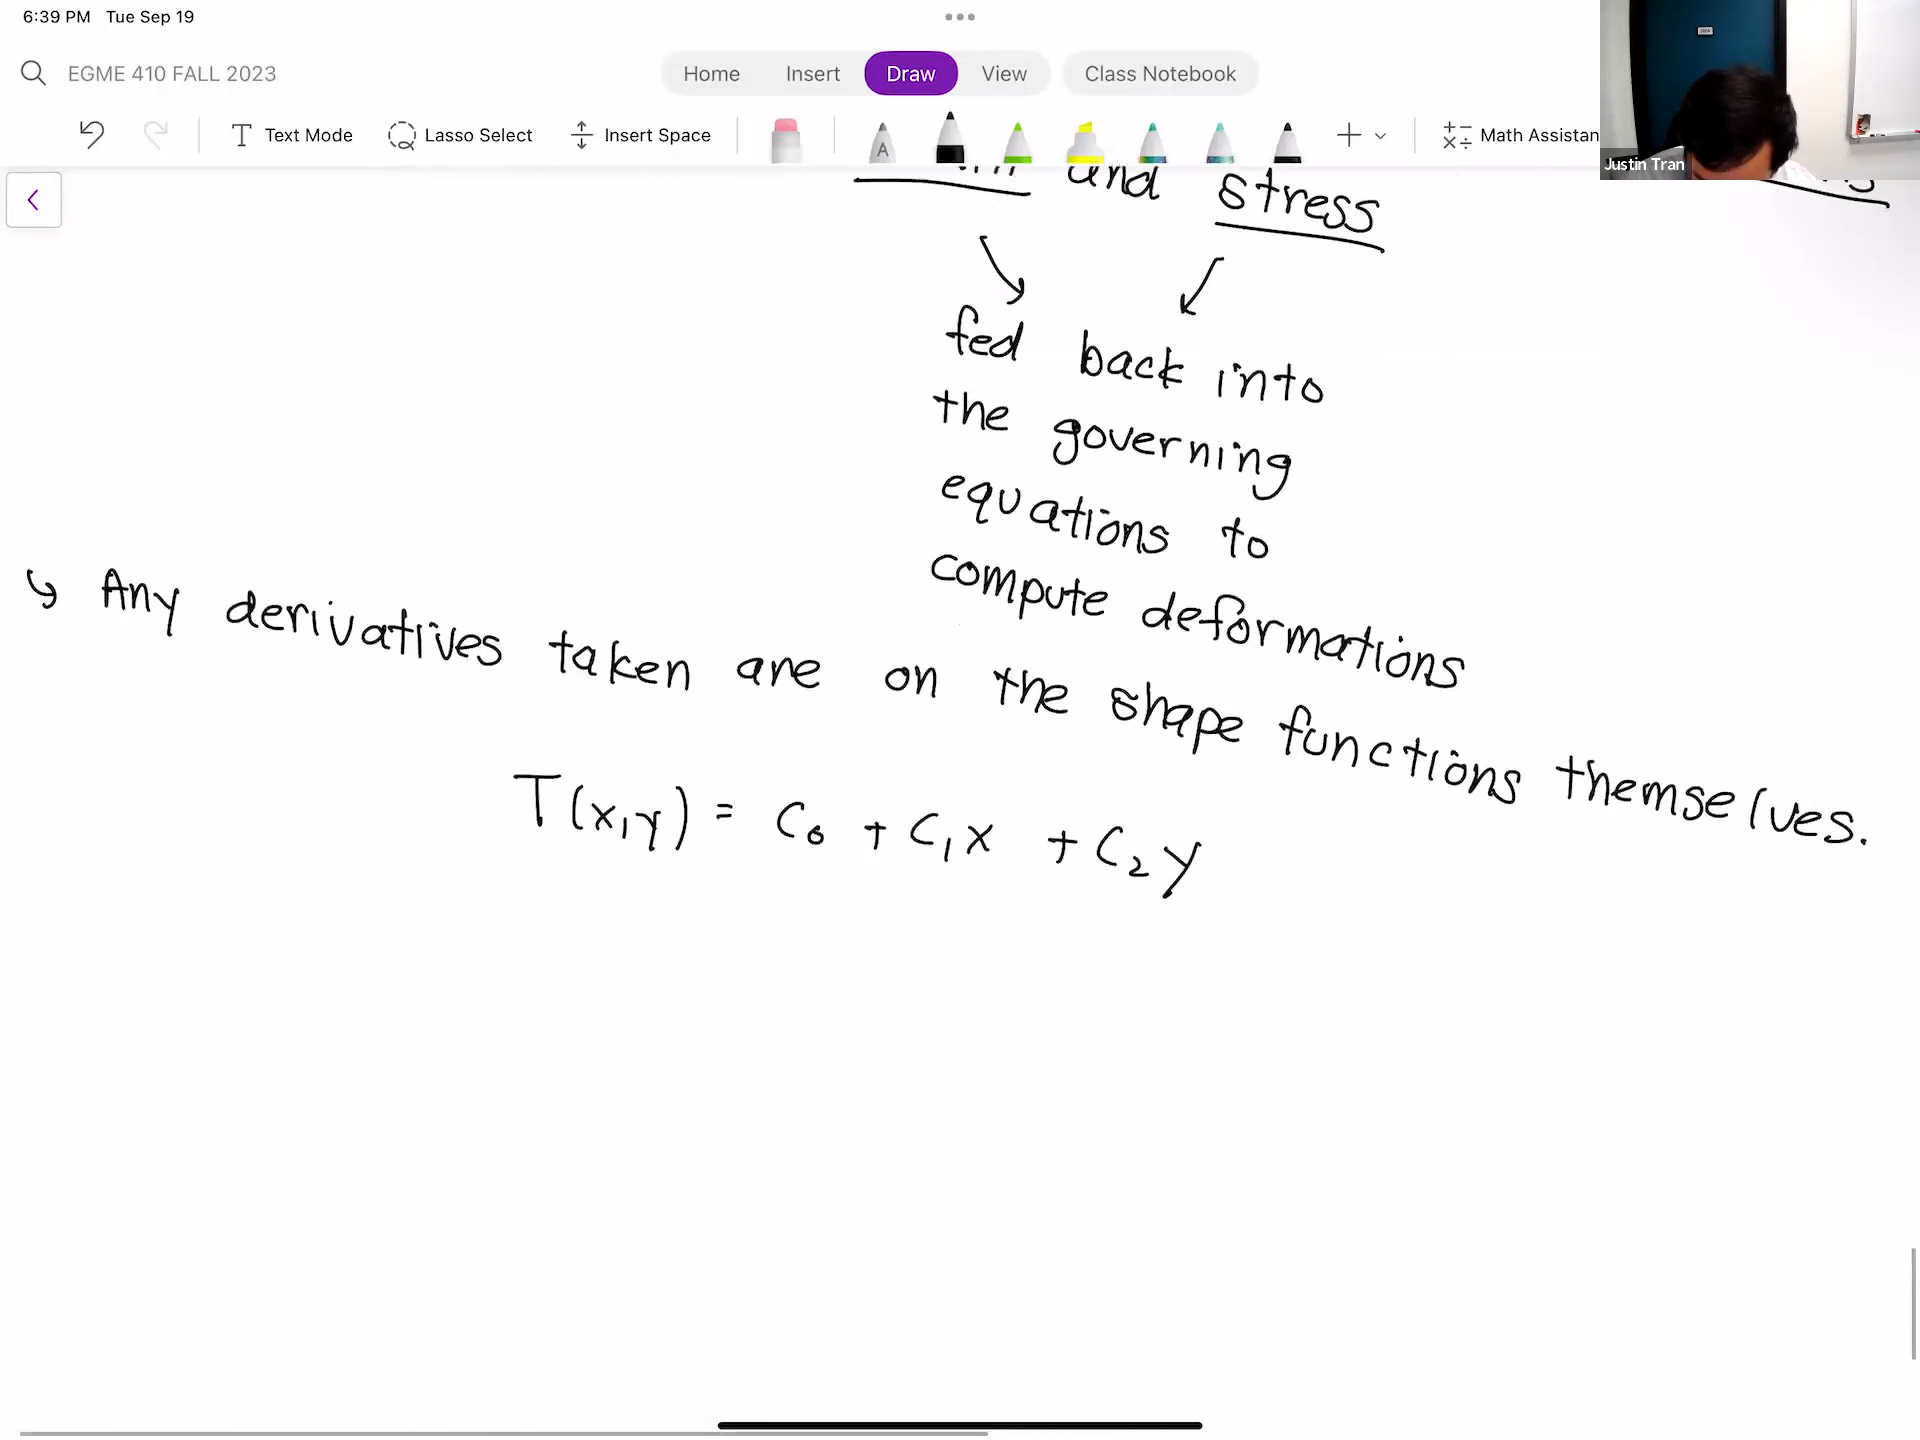 6:39 PM Tue Sep 19
EGME 410 FALL 2023
Home Insert Draw View Class Notebook
Text Mode Lasso Select Insert Space A Math Assistan
Justin Tran
and stress
fed back into
the governing
equations to
compute deformations
↳ Any derivatives taken are on the shape functions themselves.
T(x,y) = C₀ + C₁x + C₂y